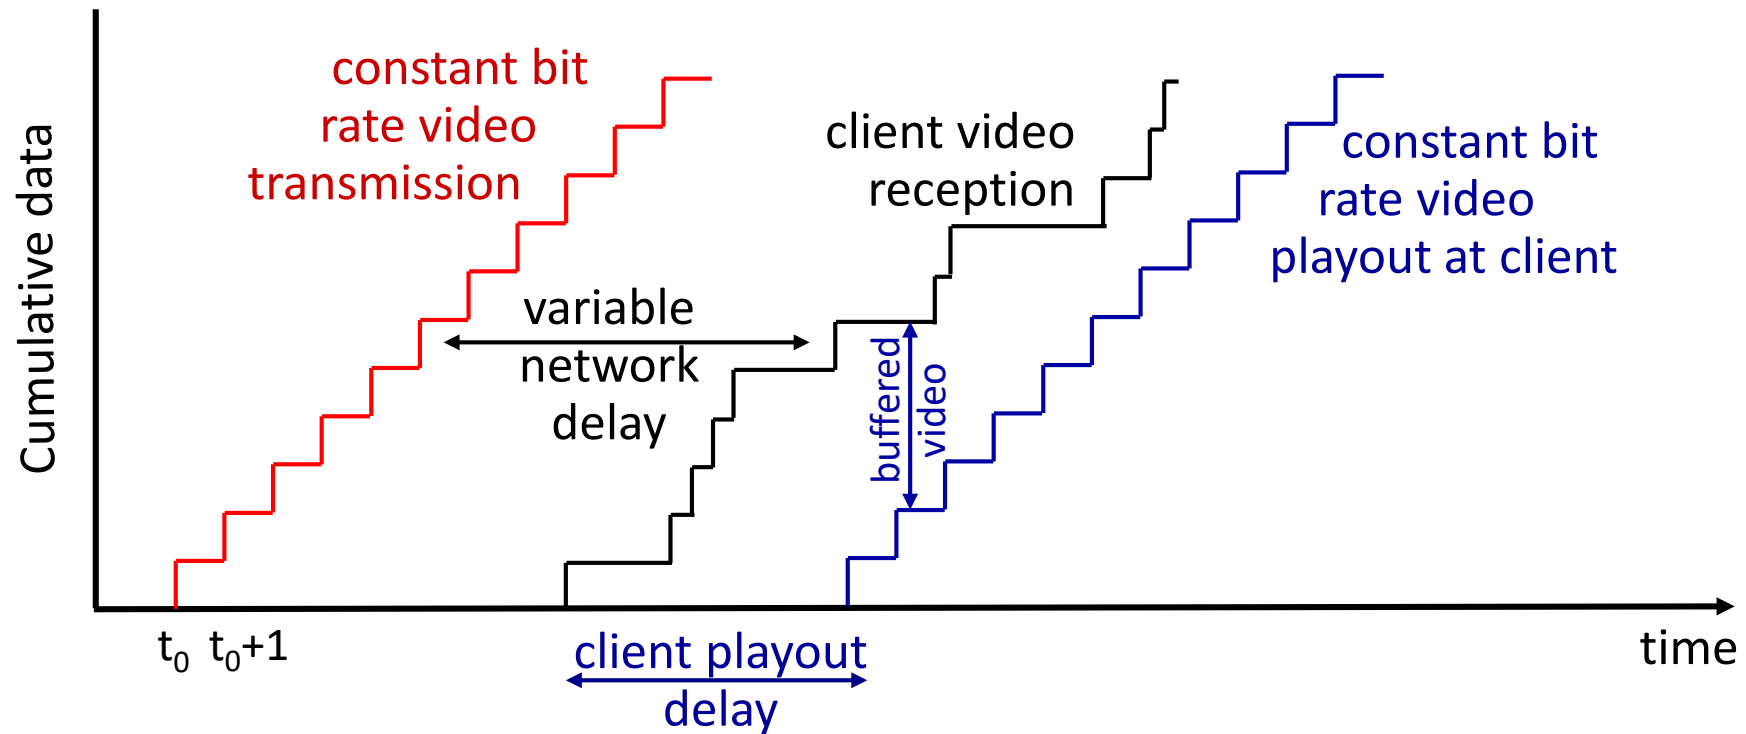 constant bit
rate video
transmission
client video
reception
constant bit
rate video
playout at client
Cumulative data
variable
network
delay
buffered
video
t₀ t₀+1
client playout
delay
time